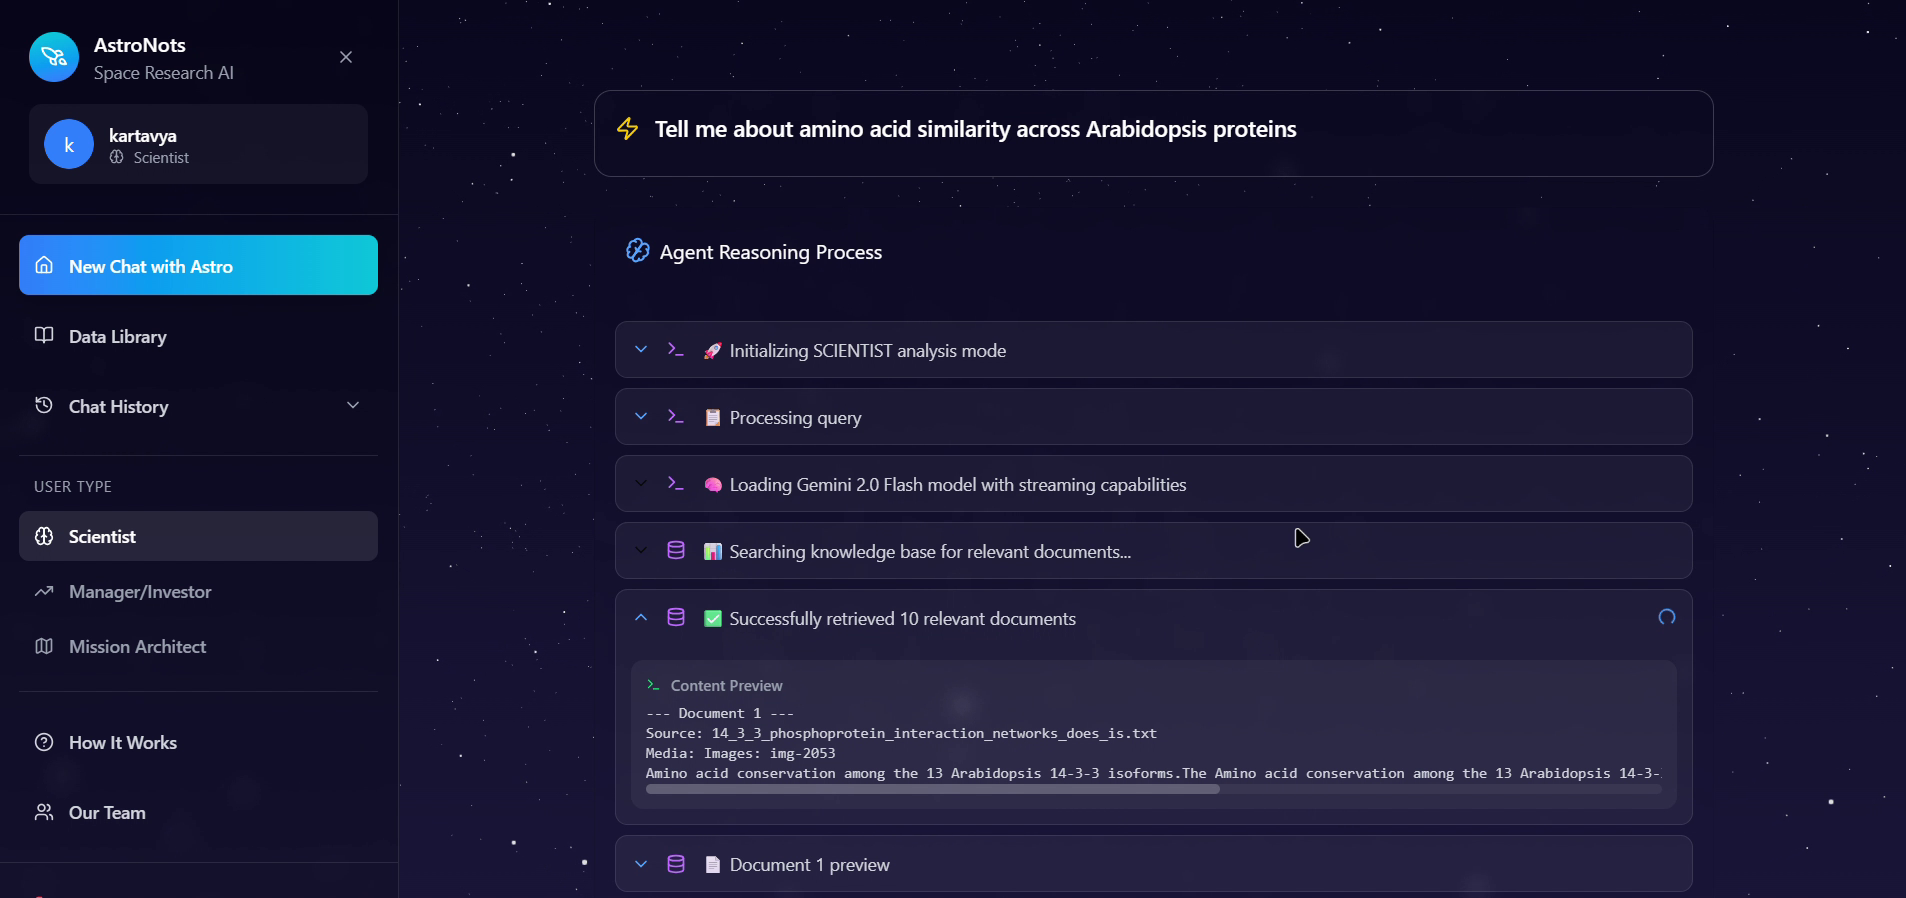 AstroNots
Space Research AI
k
kartavya
Scientist
New Chat with Astro
Data Library
Chat History
USER TYPE
Scientist
Manager/Investor
Mission Architect
How It Works
Our Team
Tell me about amino acid similarity across Arabidopsis proteins
Agent Reasoning Process
🚀 Initializing SCIENTIST analysis mode
📋 Processing query
🧠 Loading Gemini 2.0 Flash model with streaming capabilities
📊 Searching knowledge base for relevant documents...
✅ Successfully retrieved 10 relevant documents
Content Preview
--- Document 1 ---
Source: 14_3_3_phosphoprotein_interaction_networks_does_is.txt
Media: Images: img-2053
Amino acid conservation among the 13 Arabidopsis 14-3-3 isoforms.The Amino acid conservation among the 13 Arabidopsis 14-3-
📄 Document 1 preview